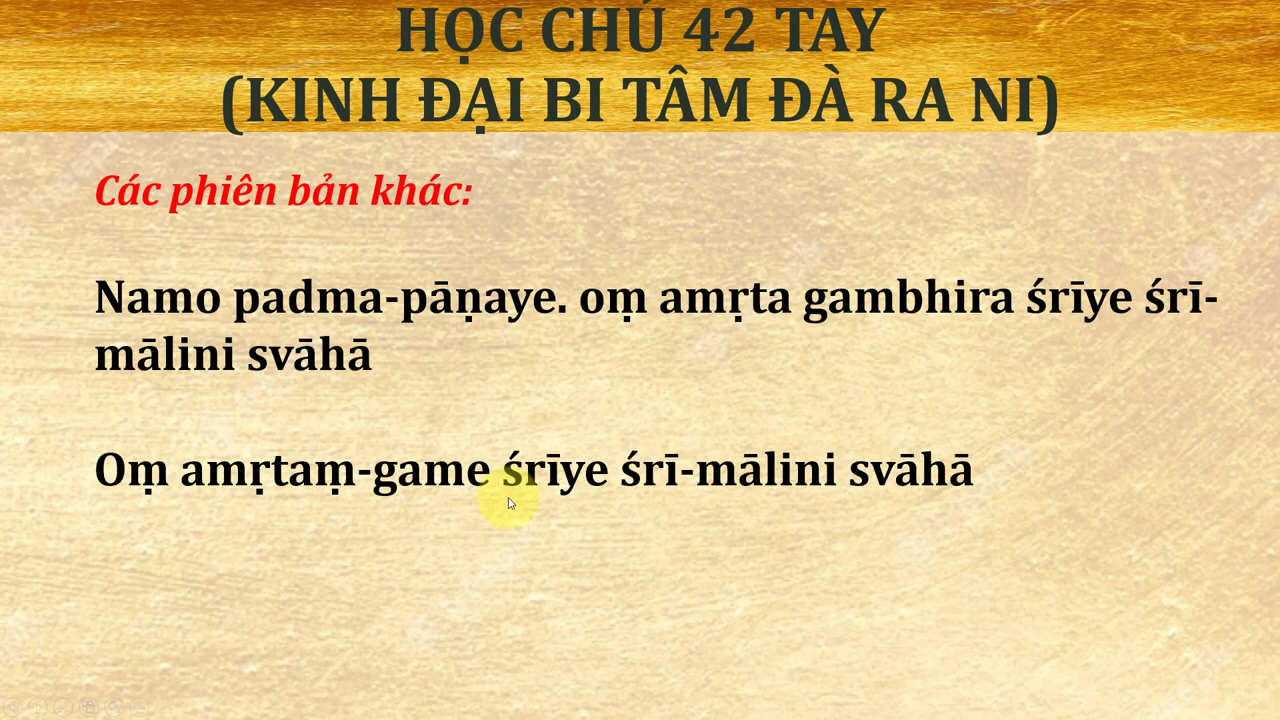 HỌC CHÚ 42 TAY
(KINH ĐẠI BI TÂM ĐÀ RA NI)
Các phiên bản khác:
Namo padma-pāṇaye. oṃ amṛta gambhira śrīye śrī-
mālini svāhā
Oṃ amṛtaṃ-game śrīye śrī-mālini svāhā